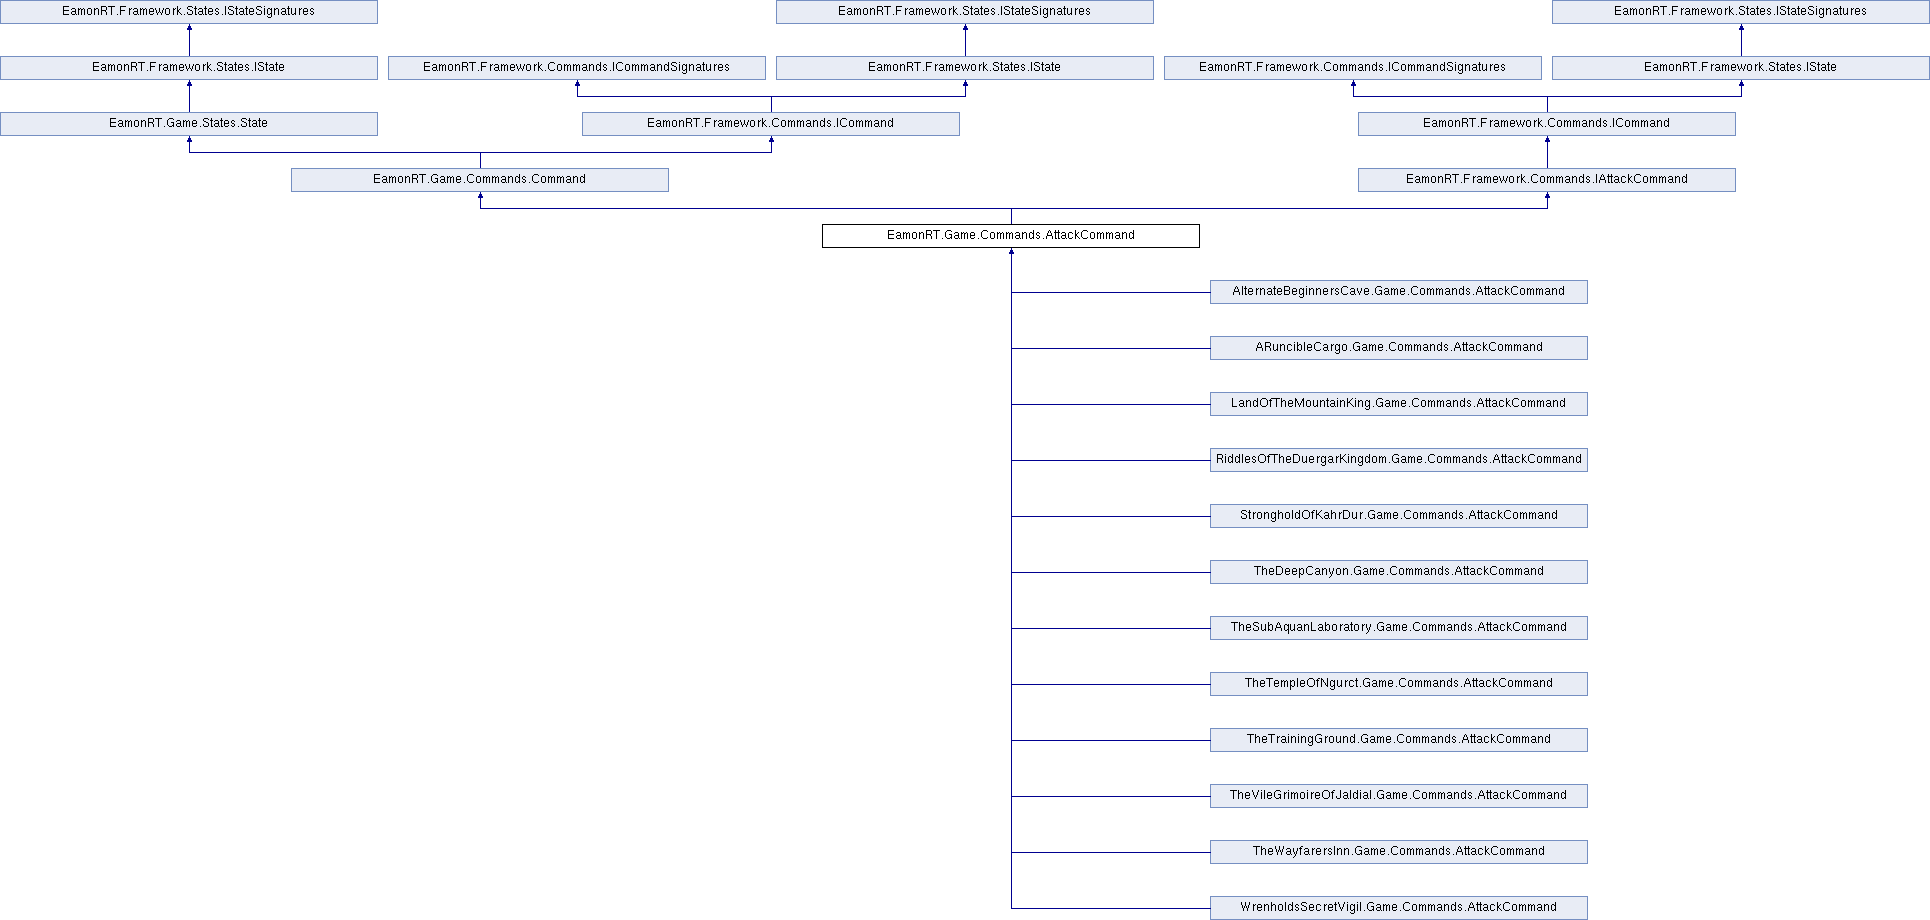 EamonRT.Framework.States.IStateSignatures
EamonRT.Framework.States.IStateSignatures
EamonRT.Framework.States.IStateSignatures
EamonRT.Framework.States.IState
EamonRT.Framework.Commands.ICommandSignatures
EamonRT.Framework.States.IState
EamonRT.Framework.Commands.ICommandSignatures
EamonRT.Framework.States.IState
EamonRT.Game.States.State
EamonRT.Framework.Commands.ICommand
EamonRT.Framework.Commands.ICommand
EamonRT.Game.Commands.Command
EamonRT.Framework.Commands.IAttackCommand
EamonRT.Game.Commands.AttackCommand
AlternateBeginnersCave.Game.Commands.AttackCommand
ARuncibleCargo.Game.Commands.AttackCommand
LandOfTheMountainKing.Game.Commands.AttackCommand
RiddlesOfTheDuergarKingdom.Game.Commands.AttackCommand
StrongholdOfKahrDur.Game.Commands.AttackCommand
TheDeepCanyon.Game.Commands.AttackCommand
TheSubAquanLaboratory.Game.Commands.AttackCommand
TheTempleOfNgurct.Game.Commands.AttackCommand
TheTrainingGround.Game.Commands.AttackCommand
TheVileGrimoireOfJaldial.Game.Commands.AttackCommand
TheWayfarersInn.Game.Commands.AttackCommand
WrenholdsSecretVigil.Game.Commands.AttackCommand